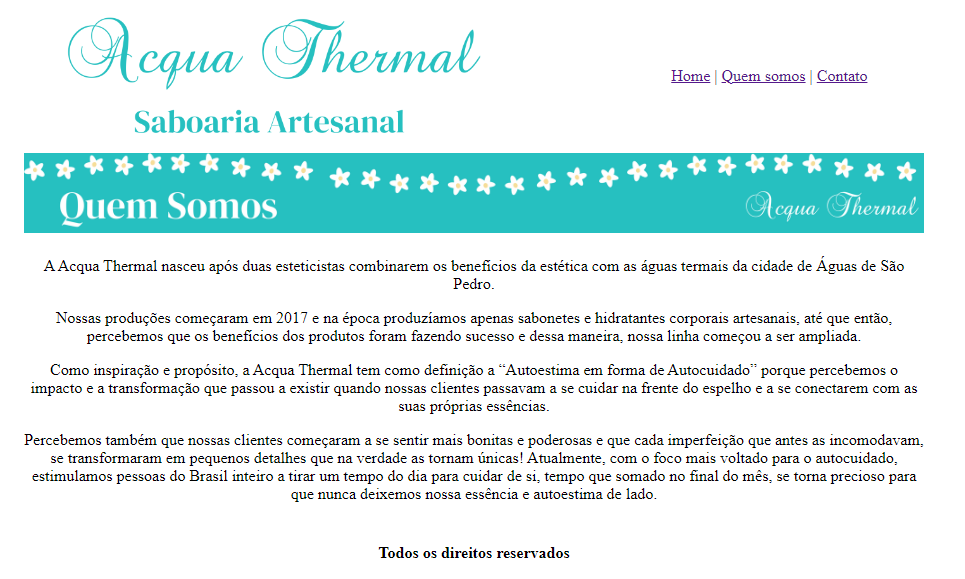 Acqua Thermal
Saboaria Artesanal
Home | Quem somos | Contato
Quem Somos
Acqua Thermal
A Acqua Thermal nasceu após duas esteticistas combinarem os benefícios da estética com as águas termais da cidade de Águas de São
Pedro.
Nossas produções começaram em 2017 e na época produzíamos apenas sabonetes e hidratantes corporais artesanais, até que então,
percebemos que os benefícios dos produtos foram fazendo sucesso e dessa maneira, nossa linha começou a ser ampliada.
Como inspiração e propósito, a Acqua Thermal tem como definição a “Autoestima em forma de Autocuidado” porque percebemos o
impacto e a transformação que passou a existir quando nossas clientes passavam a se cuidar na frente do espelho e a se conectarem com as
suas próprias essências.
Percebemos também que nossas clientes começaram a se sentir mais bonitas e poderosas e que cada imperfeição que antes as incomodavam,
se transformaram em pequenos detalhes que na verdade as tornam únicas! Atualmente, com o foco mais voltado para o autocuidado,
estimulamos pessoas do Brasil inteiro a tirar um tempo do dia para cuidar de si, tempo que somado no final do mês, se torna precioso para
que nunca deixemos nossa essência e autoestima de lado.
Todos os direitos reservados